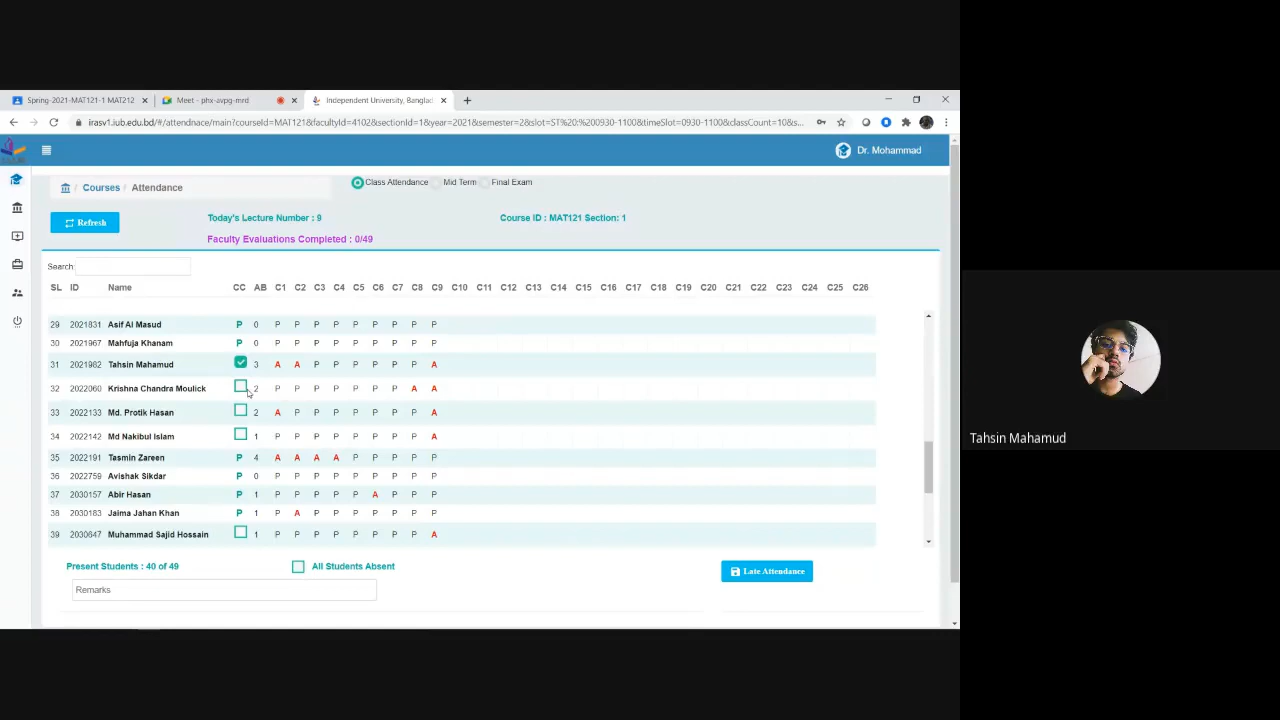 Spring-2021-MAT121-1 MAT212
Meet - phx-avpg-mrd
Independent University, Banglad
irasv1.iub.edu.bd/#/attendnace/main?courseId=MAT121&facultyId=4102&sectionId=1&year=2021&semester=2&slot=ST%20:%200930-1100&timeSlot=0930-1100&classCount=10&s...
Dr. Mohammad
Courses / Attendance
Class Attendance Mid Term Final Exam
Refresh
Today's Lecture Number : 9
Course ID : MAT121 Section: 1
Faculty Evaluations Completed : 0/49
Search
SL ID Name CC AB C1 C2 C3 C4 C5 C6 C7 C8 C9 C10 C11 C12 C13 C14 C15 C16 C17 C18 C19 C20 C21 C22 C23 C24 C25 C26
29 2021831 Asif Al Masud P 0 P P P P P P P P P
30 2021967 Mahfuja Khanam P 0 P P P P P P P P P
31 2021982 Tahsin Mahamud 3 A A P P P P P P A
32 2022060 Krishna Chandra Moulick 2 P P P P P P P A A
33 2022133 Md. Protik Hasan 2 A P P P P P P P A
34 2022142 Md Nakibul Islam 1 P P P P P P P P A
35 2022191 Tasmin Zareen P 4 A A A A P P P P P
36 2022759 Avishak Sikdar P 0 P P P P P P P P P
37 2030157 Abir Hasan P 1 P P P P P A P P P
38 2030183 Jaima Jahan Khan P 1 P A P P P P P P P
39 2030647 Muhammad Sajid Hossain 1 P P P P P P P P A
Present Students : 40 of 49
All Students Absent
Late Attendance
Remarks
Tahsin Mahamud